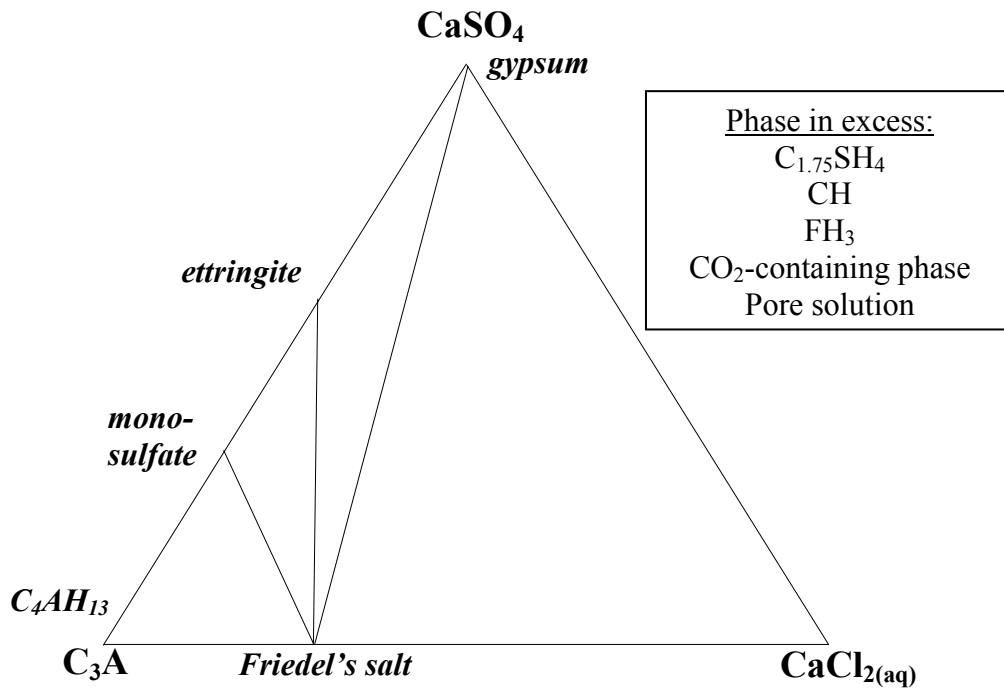 CaSO₄
gypsum
Phase in excess:
C₁.₇₅SH₄
CH
FH₃
CO₂-containing phase
Pore solution
ettringite
mono-
sulfate
C₄AH₁₃
C₃A
Friedel's salt
CaCl₂₍aq₎